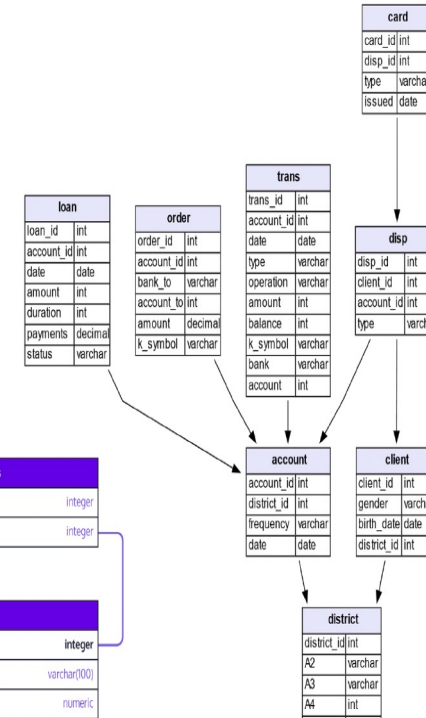 card
card_id int
disp_id int
type varcha
issued date
trans
trans_id int
account_id int
date date
type varchar
operation varchar
amount int
balance int
k_symbol varchar
bank varchar
account int
loan
loan_id int
account_id int
date date
amount int
duration int
payments decimal
status varchar
order
order_id int
account_id int
bank_to varchar
account_to int
amount decimal
k_symbol varchar
disp
disp_id int
client_id int
account_id int
type varch
account
account_id int
district_id int
frequency varchar
date date
client
client_id int
gender varch
birth_date date
district_id int
s
integer
integer
integer
varchar(100)
numeric
district
district_id int
A2 varchar
A3 varchar
A4 int